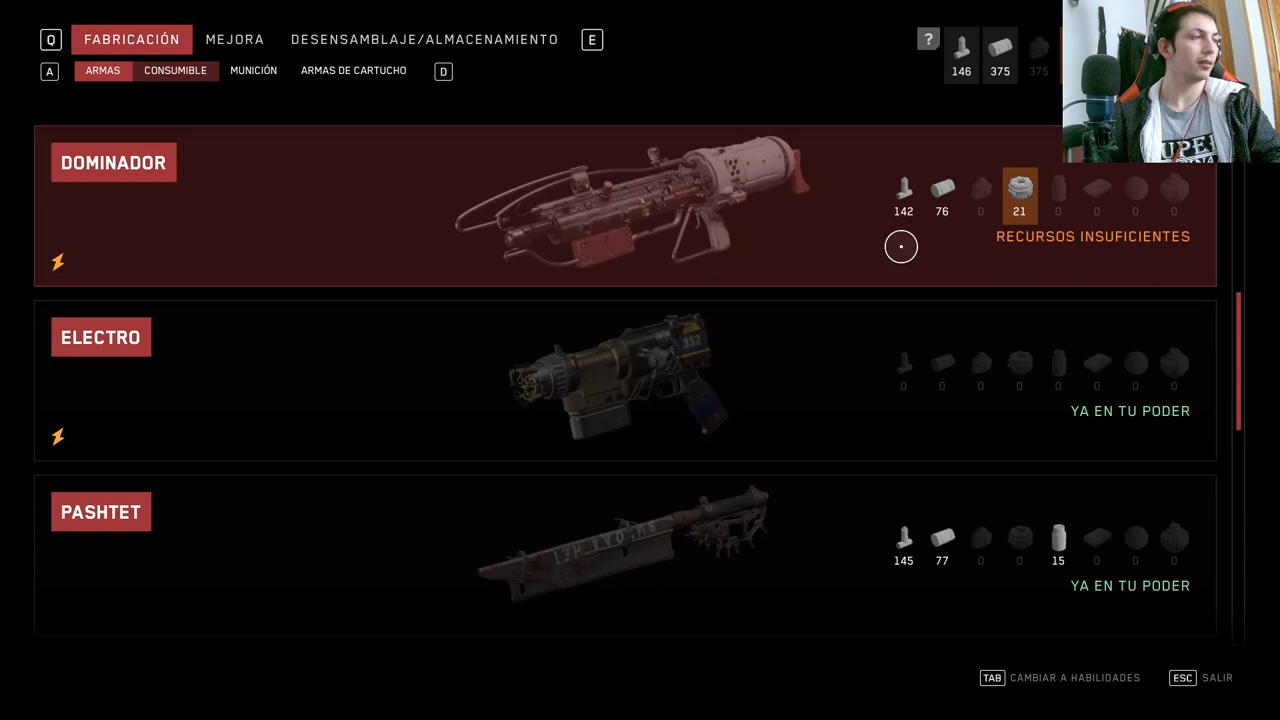 Q FABRICACIÓN MEJORA DESENSAMBLAJE/ALMACENAMIENTO E
?
A ARMAS CONSUMIBLE MUNICIÓN ARMAS DE CARTUCHO D
146 375 375
DOMINADOR
142 76 0 21 0 0 0 0
RECURSOS INSUFICIENTES
ELECTRO
332
0 0 0 0 0 0 0 0
YA EN TU PODER
PASHTET
145 77 0 0 15 0 0 0
YA EN TU PODER
TAB CAMBIAR A HABILIDADES ESC SALIR